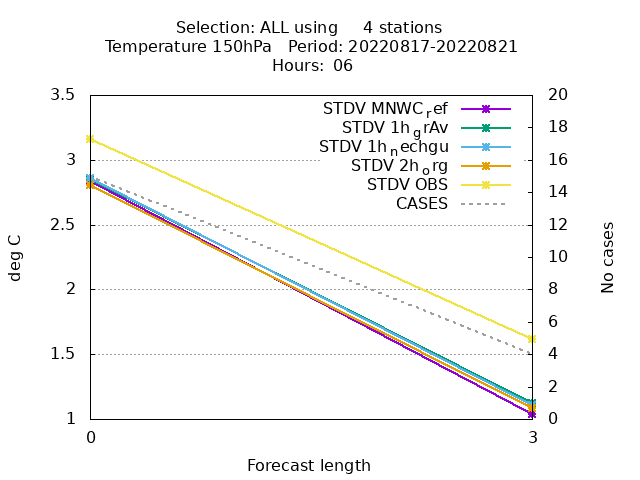 Selection: ALL using     4 stations
Temperature 150hPa   Period: 20220817-20220821
Hours:  06
3.5
3
2.5
2
1.5
1
20
18
16
14
12
10
8
6
4
2
0
STDV MNWC_ref
STDV 1h_grAv
STDV 1h_nechgu
STDV 2h_org
STDV OBS
CASES
deg C
No cases
0
3
Forecast length